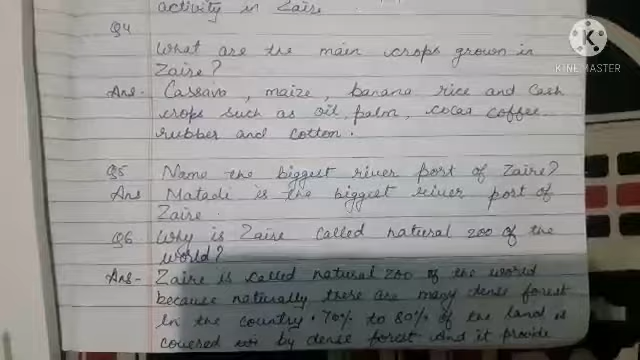 activity in Zaire
Q4
What are the main crops grown in
Zaire?
Ans- Cassava, maize, banana rice and cash
crops such as oil, palm, cocoa coffee
rubber and cotton.
Q5 Name the biggest river port of Zaire?
Ans Matadi is the biggest river port of
Zaire.
Q6 Why is Zaire called natural zoo of the
world?
Ans- Zaire is called natural zoo of the world
because naturally there are many dense forest
In the country. 70% to 80% of the land is
covered by dense forest and it provide
KINEMASTER